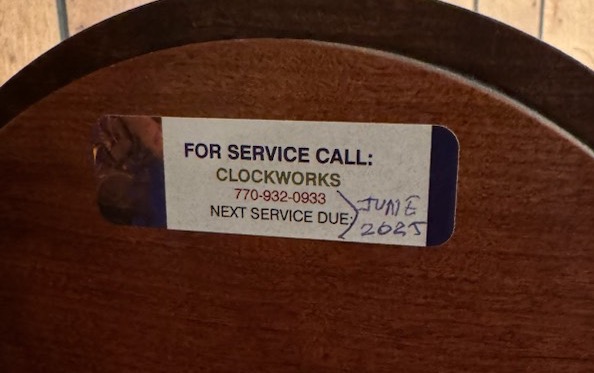 FOR SERVICE CALL:
CLOCKWORKS
770-932-0933
NEXT SERVICE DUE: JUNE
2025